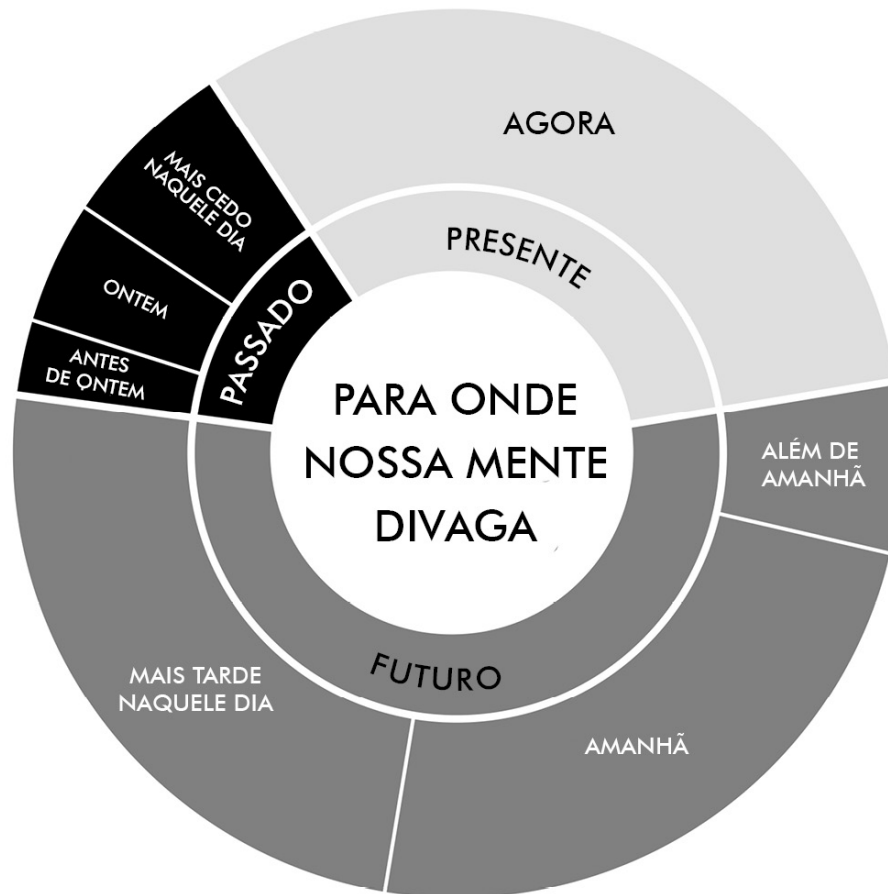 PARA ONDE
NOSSA MENTE
DIVAGA
PASSADO
PRESENTE
FUTURO
MAIS CEDO
NAQUELE DIA
ONTEM
ANTES
DE ONTEM
AGORA
ALÉM DE
AMANHÃ
AMANHÃ
MAIS TARDE
NAQUELE DIA